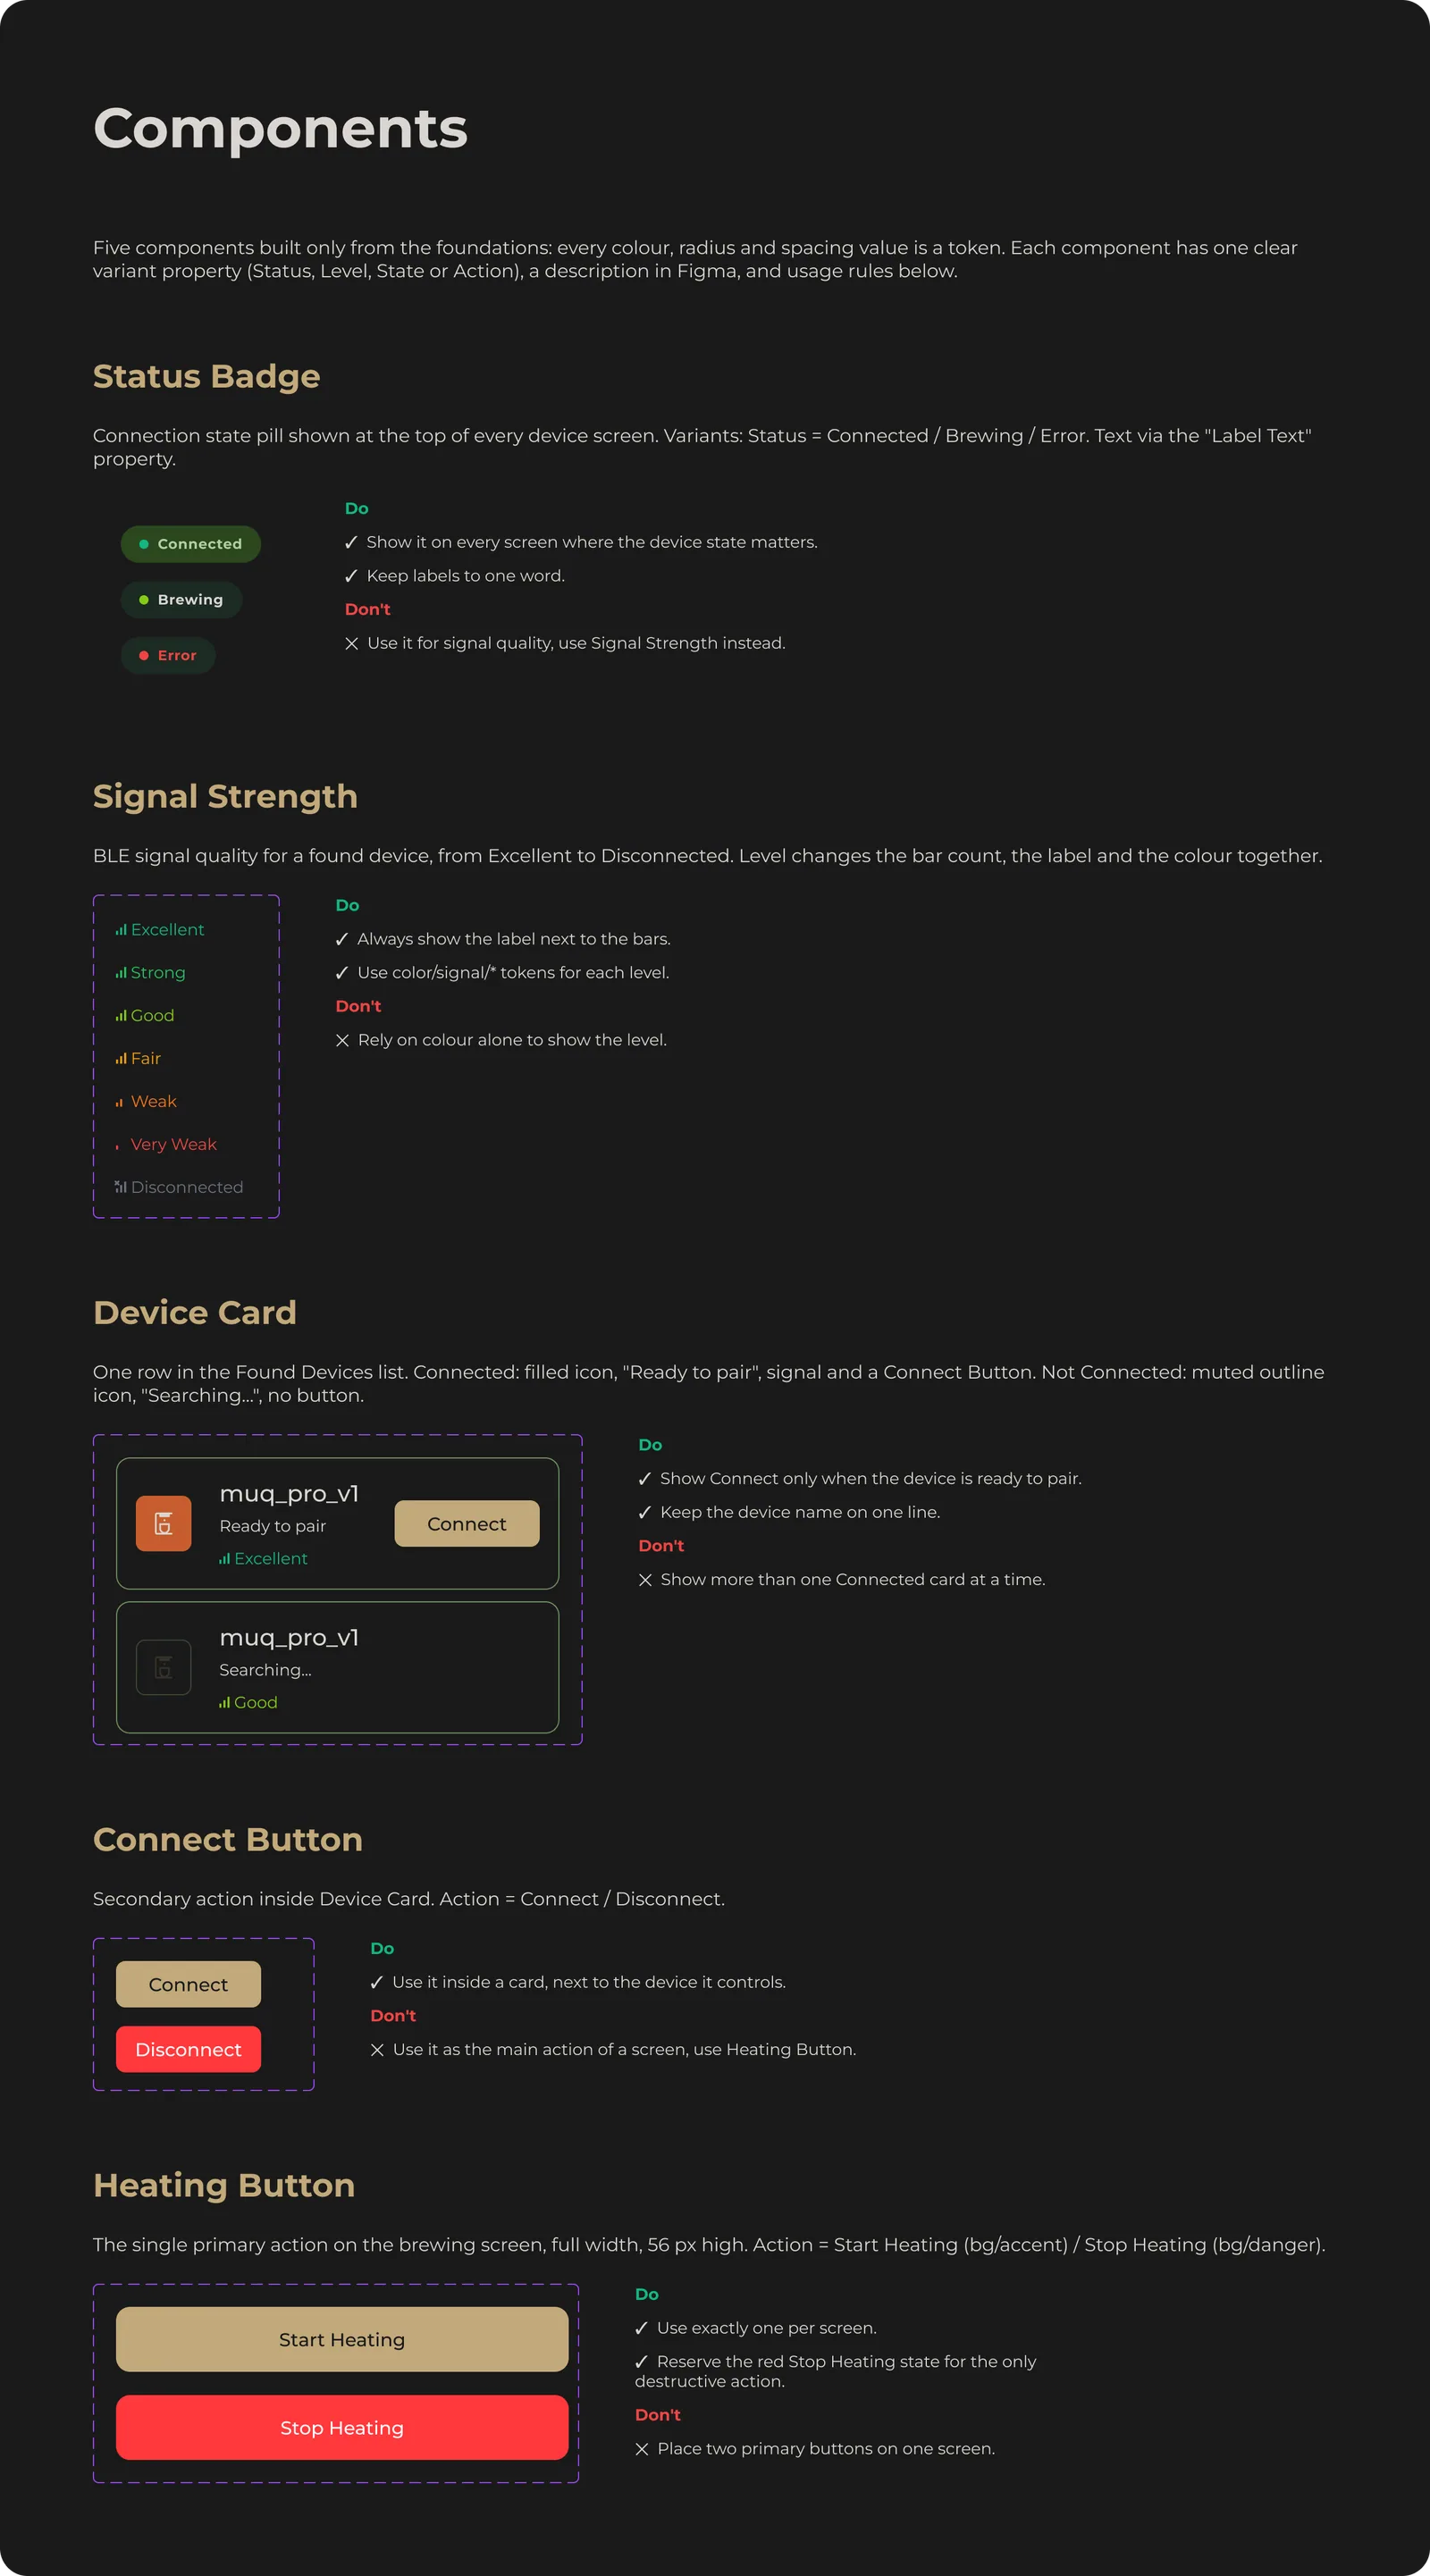 Components
Five components built only from the foundations: every colour, radius and spacing value is a token. Each component has one clear
variant property (Status, Level, State or Action), a description in Figma, and usage rules below.
Status Badge
Connection state pill shown at the top of every device screen. Variants: Status = Connected / Brewing / Error. Text via the "Label Text"
property.
Connected
Brewing
Error
Do
✓ Show it on every screen where the device state matters.
✓ Keep labels to one word.
Don't
✕ Use it for signal quality, use Signal Strength instead.
Signal Strength
BLE signal quality for a found device, from Excellent to Disconnected. Level changes the bar count, the label and the colour together.
Excellent
Strong
Good
Fair
Weak
Very Weak
Disconnected
Do
✓ Always show the label next to the bars.
✓ Use color/signal/* tokens for each level.
Don't
✕ Rely on colour alone to show the level.
Device Card
One row in the Found Devices list. Connected: filled icon, "Ready to pair", signal and a Connect Button. Not Connected: muted outline
icon, "Searching...", no button.
muq_pro_v1
Ready to pair
Excellent
Connect
muq_pro_v1
Searching...
Good
Do
✓ Show Connect only when the device is ready to pair.
✓ Keep the device name on one line.
Don't
✕ Show more than one Connected card at a time.
Connect Button
Secondary action inside Device Card. Action = Connect / Disconnect.
Connect
Disconnect
Do
✓ Use it inside a card, next to the device it controls.
Don't
✕ Use it as the main action of a screen, use Heating Button.
Heating Button
The single primary action on the brewing screen, full width, 56 px high. Action = Start Heating (bg/accent) / Stop Heating (bg/danger).
Start Heating
Stop Heating
Do
✓ Use exactly one per screen.
✓ Reserve the red Stop Heating state for the only
destructive action.
Don't
✕ Place two primary buttons on one screen.